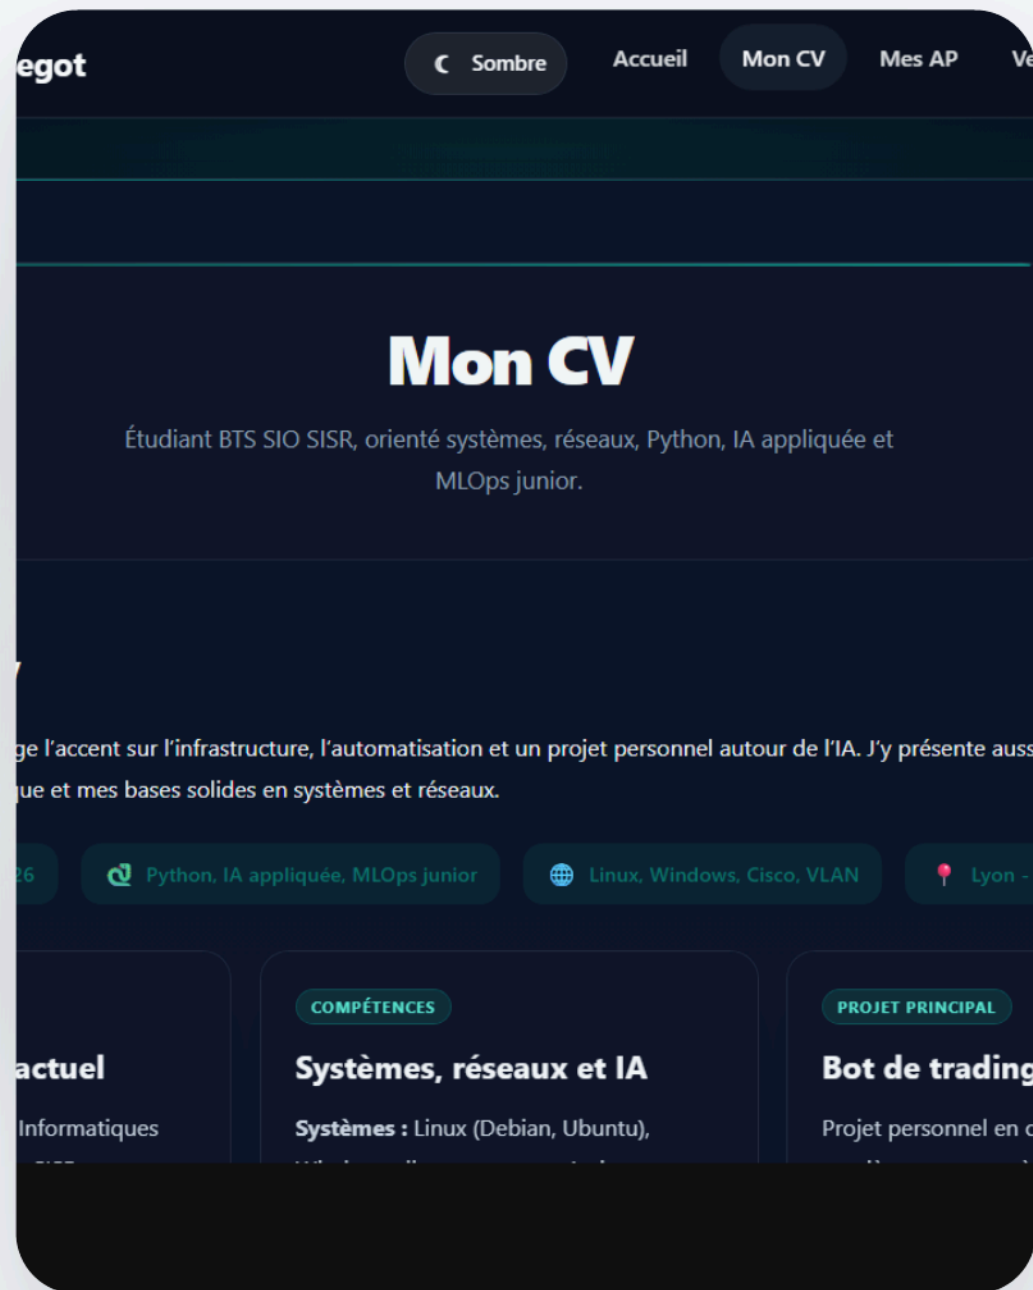 egot
Sombre
Accueil
Mon CV
Mes AP
Mon CV
Étudiant BTS SIO SISR, orienté systèmes, réseaux, Python, IA appliquée et
MLOps junior.
ge l’accent sur l’infrastructure, l’automatisation et un projet personnel autour de l’IA. J’y présente auss
que et mes bases solides en systèmes et réseaux.
26
Python, IA appliquée, MLOps junior
Linux, Windows, Cisco, VLAN
Lyon -
actuel
Informatiques
COMPÉTENCES
Systèmes, réseaux et IA
Systèmes : Linux (Debian, Ubuntu),
PROJET PRINCIPAL
Bot de trading
Projet personnel en